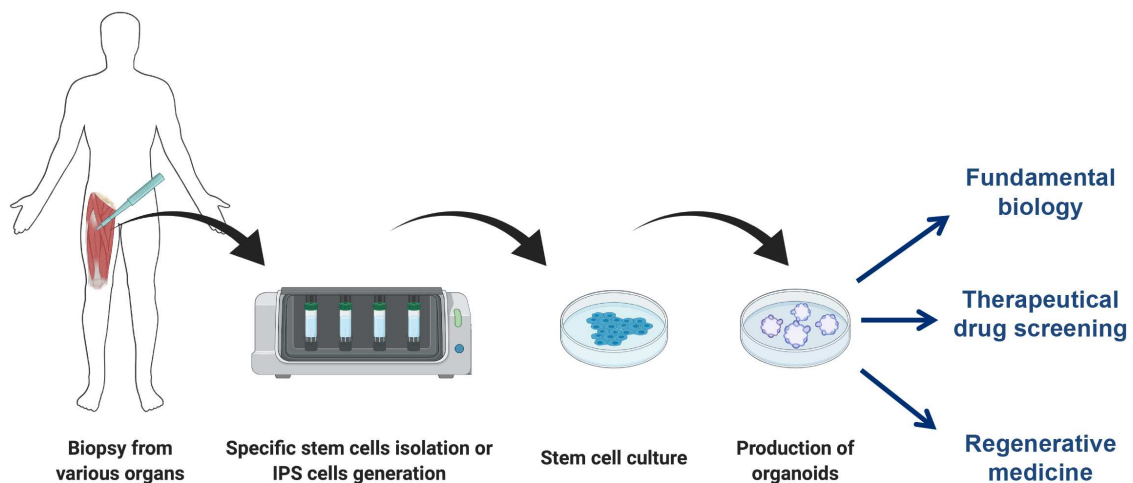 Fundamental
biology
Therapeutical
drug screening
Regenerative
medicine
Biopsy from
various organs
Specific stem cells isolation or
IPS cells generation
Stem cell culture
Production of
organoids